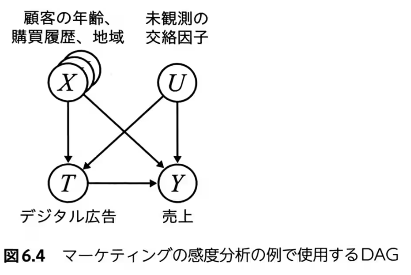 顧客の年齢、
購買履歴、地域
未観測の
交絡因子
X
U
T
Y
デジタル広告
売上
図6.4 マーケティングの感度分析の例で使用するDAG